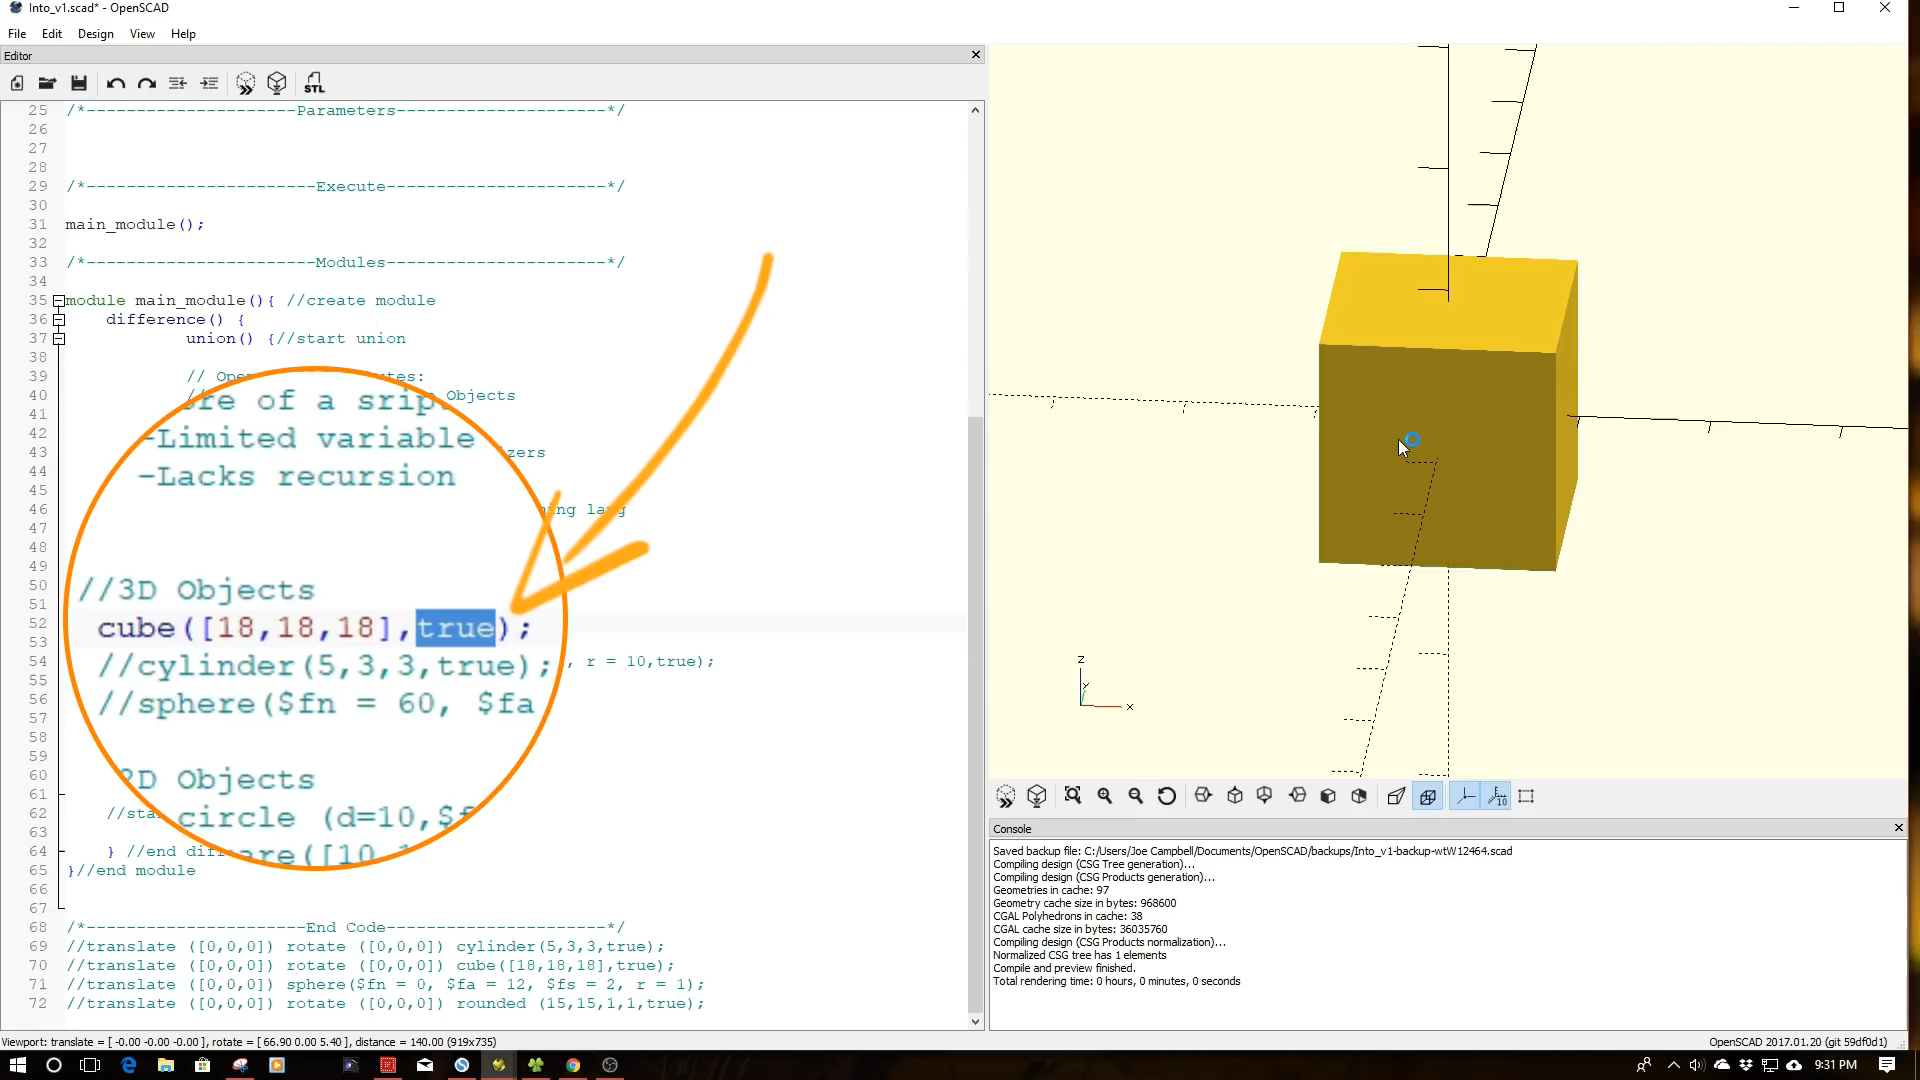 Into_v1.scad* - OpenSCAD
File Edit Design View Help
Editor
STL
25 /*---------------------Parameters---------------------*/
26
27
28
29 /*-----------------------Execute----------------------*/
30
31 main_module();
32
33 /*-----------------------Modules----------------------*/
34
35 module main_module(){ //create module
36 difference() {
37 union() {//start union
38
39 // Ope tes:
40 Objects
41
42
43 zers
44
45
46 ning lang
47
48
49
50
51
52
53
54 , r = 10,true);
55
56
57
58
59
60
61
62 //sta
63
64 } //end dif
65 }//end module
66
67
68 /*----------------------End Code----------------------*/
69 //translate ([0,0,0]) rotate ([0,0,0]) cylinder(5,3,3,true);
70 //translate ([0,0,0]) rotate ([0,0,0]) cube([18,18,18],true);
71 //translate ([0,0,0]) rotate ([0,0,0]) sphere($fn = 0, $fa = 12, $fs = 2, r = 1);
72 //translate ([0,0,0]) rotate ([0,0,0]) rounded (15,15,1,1,true);
re of a srip
-Limited variable
-Lacks recursion
//3D Objects
cube([18,18,18],true);
//cylinder(5,3,3,true);
//sphere($fn = 60, $fa
2D Objects
circle (d=10,$f
are([10,1
z
y
x
10
Console
Saved backup file: C:/Users/Joe Campbell/Documents/OpenSCAD/backups/Into_v1-backup-wtW12464.scad
Compiling design (CSG Tree generation)...
Compiling design (CSG Products generation)...
Geometries in cache: 97
Geometry cache size in bytes: 968600
CGAL Polyhedrons in cache: 38
CGAL cache size in bytes: 36035760
Compiling design (CSG Products normalization)...
Normalized CSG tree has 1 elements
Compile and preview finished.
Total rendering time: 0 hours, 0 minutes, 0 seconds
Viewport: translate = [ -0.00 -0.00 -0.00 ], rotate = [ 66.90 0.00 5.40 ], distance = 140.00 (919x735)
OpenSCAD 2017.01.20 (git 59df0d1)
9:31 PM